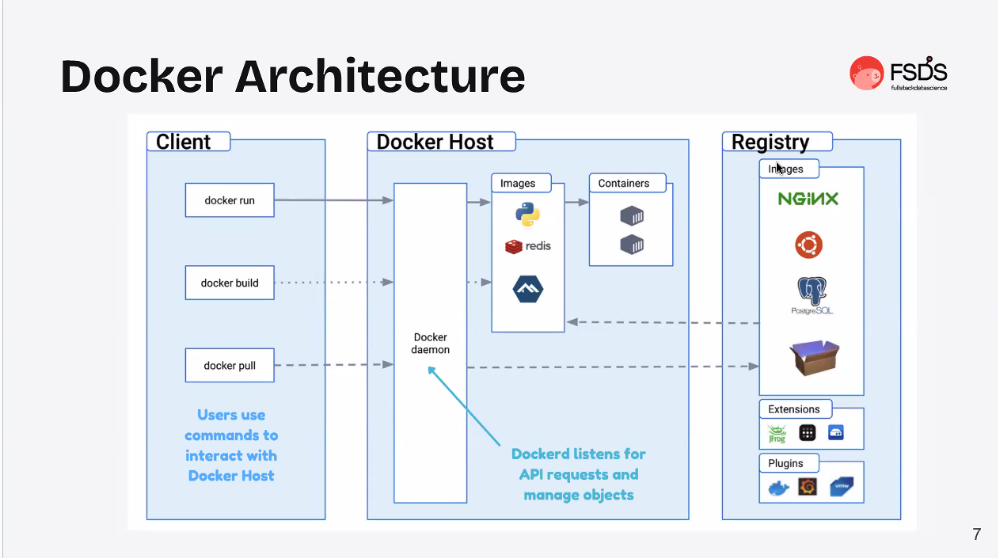 Docker Architecture
FSDS
fullstackdatascience
Client
docker run
docker build
docker pull
Users use
commands to
interact with
Docker Host
Docker Host
Docker
daemon
Images
redis
Containers
Dockerd listens for
API requests and
manage objects
Registry
Images
NGINX
PostgreSQL
Extensions
jFrog
Plugins
7